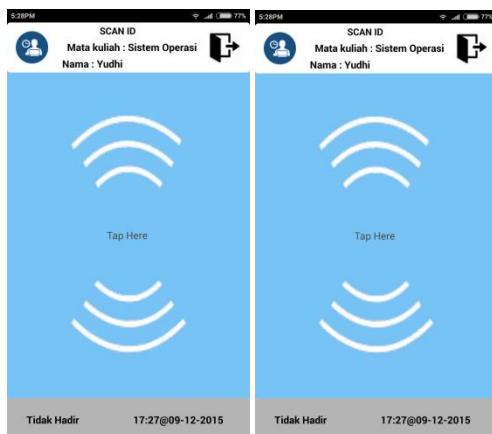 5:28PM 77%
SCAN ID
Mata kuliah : Sistem Operasi
Nama : Yudhi
Tap Here
Tidak Hadir 17:27@09-12-2015
5:28PM 77%
SCAN ID
Mata kuliah : Sistem Operasi
Nama : Yudhi
Tap Here
Tidak Hadir 17:27@09-12-2015